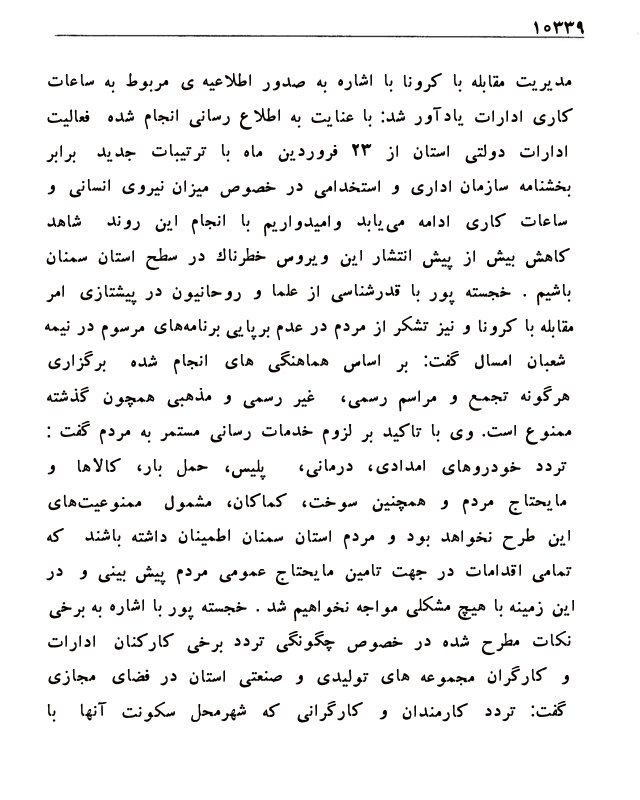 ۱۰۳۳۹
مدیریت مقابله با کرونا با اشاره به صدور اطلاعیه ی مربوط به ساعات
کاری ادارات یادآور شد: با عنایت به اطلاع رسانی انجام شده فعالیت
ادارات دولتی استان از ۲۳ فروردین ماه با ترتیبات جدید برابر
بخشنامه سازمان اداری و استخدامی در خصوص میزان نیروی انسانی و
ساعات کاری ادامه می‌یابد وامیدواریم با انجام این روند شاهد
کاهش بیش از پیش انتشار این ویروس خطرناك در سطح استان سمنان
باشیم . خجسته پور با قدرشناسی از علما و روحانیون در پیشتازی امر
مقابله با کرونا و نیز تشکر از مردم در عدم برپایی برنامه‌های مرسوم در نیمه
شعبان امسال گفت: بر اساس هماهنگی های انجام شده برگزاری
هرگونه تجمع و مراسم رسمی، غیر رسمی و مذهبی همچون گذشته
ممنوع است. وی با تاکید بر لزوم خدمات رسانی مستمر به مردم گفت :
تردد خودروهای امدادی، درمانی، پلیس، حمل بار، کالاها و
مایحتاج مردم و همچنین سوخت، کماکان، مشمول ممنوعیت‌های
این طرح نخواهد بود و مردم استان سمنان اطمینان داشته باشند که
تمامی اقدامات در جهت تامین مایحتاج عمومی مردم پیش بینی و در
این زمینه با هیچ مشکلی مواجه نخواهیم شد . خجسته پور با اشاره به برخی
نکات مطرح شده در خصوص چگونگی تردد برخی کارکنان ادارات
و کارگران مجموعه های تولیدی و صنعتی استان در فضای مجازی
گفت: تردد کارمندان و کارگرانی که شهرمحل سکونت آنها با